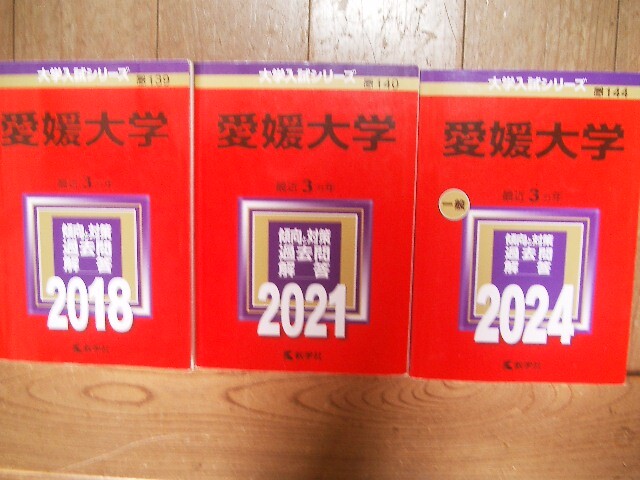 大学入試シリーズ
139
愛媛大学
最近3カ年
傾向と対策
過去問
解答
2018
教学社
大学入試シリーズ
140
愛媛大学
最近3カ年
傾向と対策
過去問
解答
2021
教学社
大学入試シリーズ
144
愛媛大学
一般
最近3カ年
傾向と対策
過去問
解答
2024
教学社